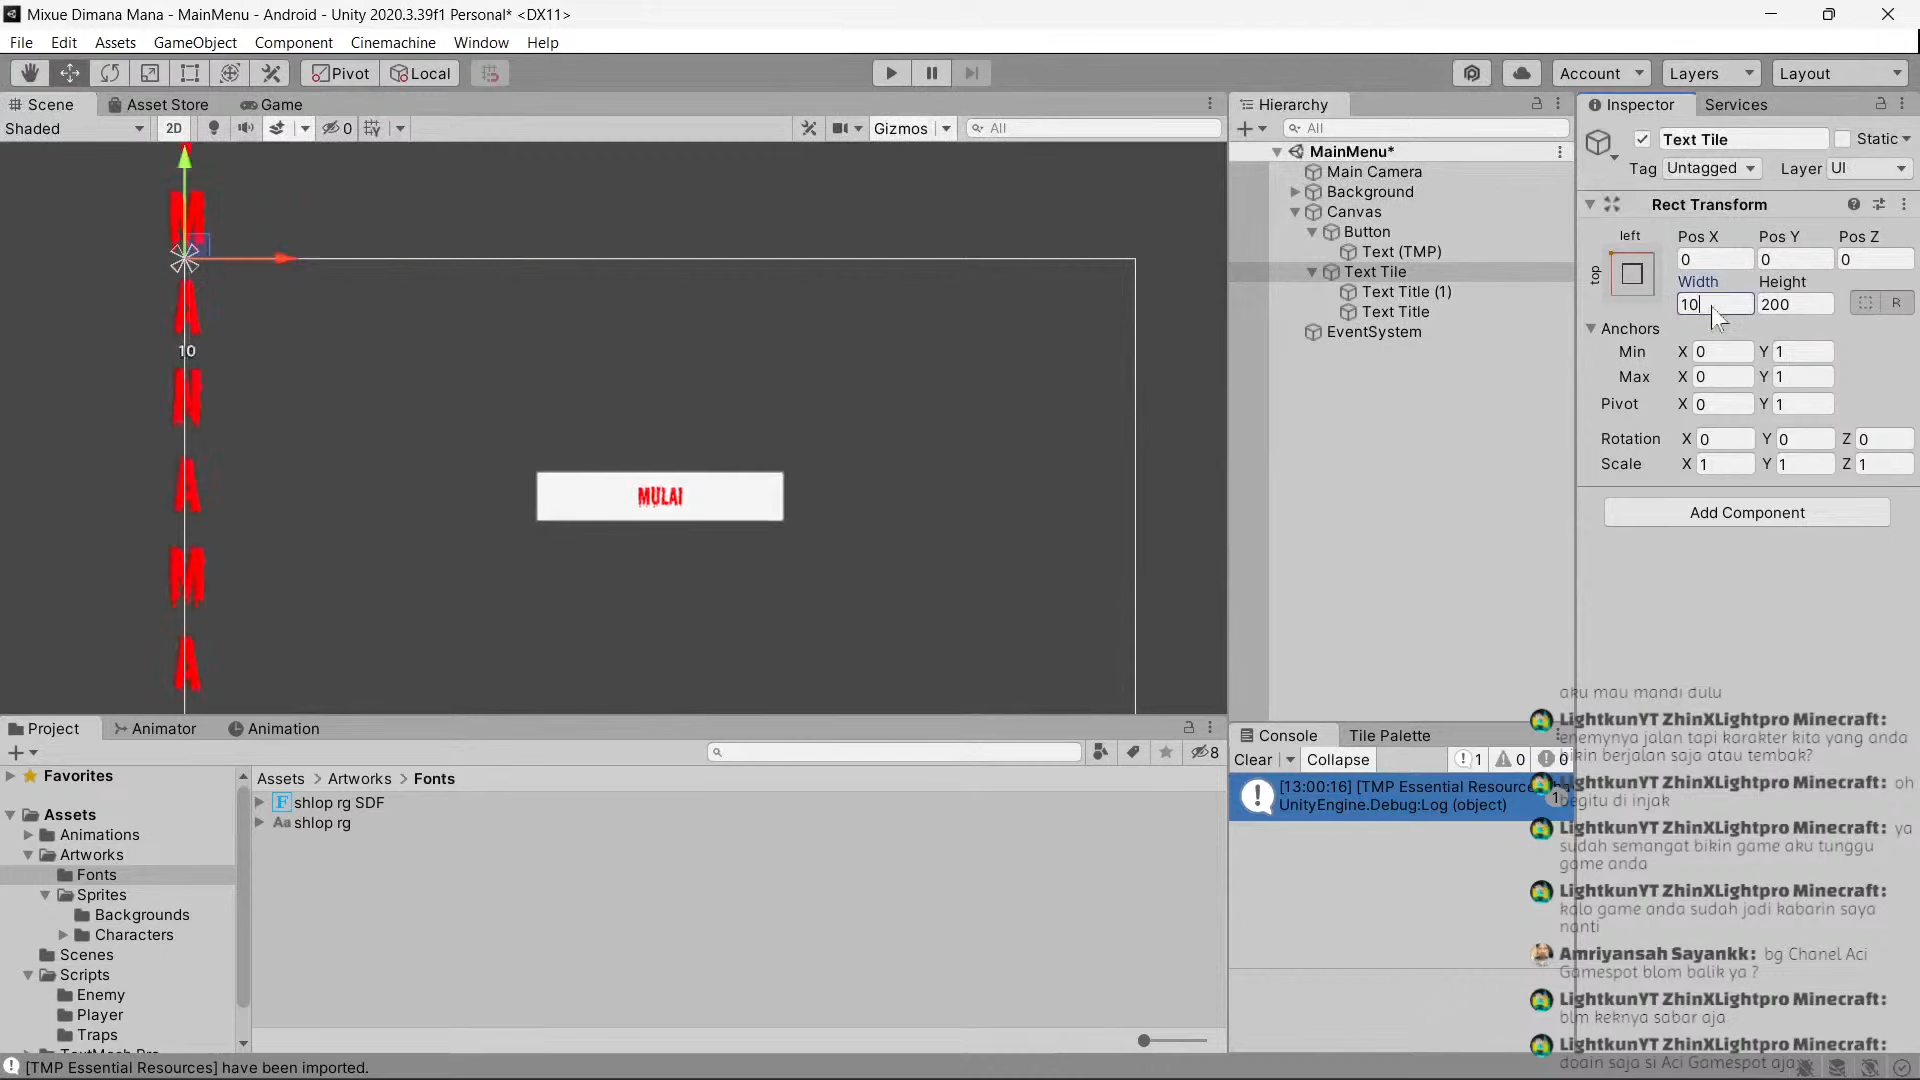 Mixue Dimana Mana - MainMenu - Android - Unity 2020.3.39f1 Personal* <DX11>
File Edit Assets GameObject Component Cinemachine Window Help
Pivot Local Account Layers Layout
Scene Asset Store Game
Shaded 2D 0 Gizmos All
M
A
10
N
A
M
A
MULAI
Hierarchy
All
MainMenu*
Main Camera
Background
Canvas
Button
Text (TMP)
Text Tile
Text Title (1)
Text Title
EventSystem
Inspector Services
Text Tile Static
Tag Untagged Layer UI
Rect Transform
left Pos X Pos Y Pos Z
top 0 0 0
Width Height
10 200 R
Anchors
Min X 0 Y 1
Max X 0 Y 1
Pivot X 0 Y 1
Rotation X 0 Y 0 Z 0
Scale X 1 Y 1 Z 1
Add Component
Project Animator Animation
8
Favorites
Assets
Animations
Artworks
Fonts
Sprites
Backgrounds
Characters
Scenes
Scripts
Enemy
Player
Traps
Assets > Artworks > Fonts
shlop rg SDF
Aa shlop rg
Console Tile Palette
Clear Collapse 1 0 0
[13:00:16] [TMP Essential Resource
UnityEngine.Debug:Log (object)
1
aku mau mandi dulu
LightkunYT ZhinXLightpro Minecraft:
enemynya jalan tapi karakter kita yang anda
bikin berjalan saja atau tembak?
LightkunYT ZhinXLightpro Minecraft: oh
begitu di injak
LightkunYT ZhinXLightpro Minecraft: ya
sudah semangat bikin game aku tunggu
game anda
LightkunYT ZhinXLightpro Minecraft:
kalo game anda sudah jadi kabarin saya
nanti
Amriyansah Sayankk: bg Chanel Aci
Gamespot blom balik ya ?
LightkunYT ZhinXLightpro Minecraft:
blm keknya sabar aja
LightkunYT ZhinXLightpro Minecraft:
doain saja si Aci Gamespot aja
[TMP Essential Resources] have been imported.